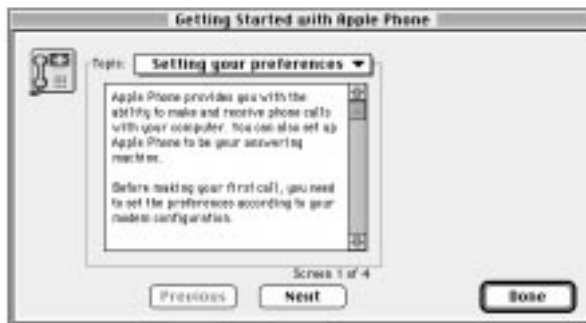 Getting Started with Apple Phone
Topic: Setting your preferences
Apple Phone provides you with the
ability to make and receive phone calls
with your computer. You can also set up
Apple Phone to be your answering
machine.
Before making your first call, you need
to set the preferences according to your
modem configuration.
Screen 1 of 4
Previous Next Done